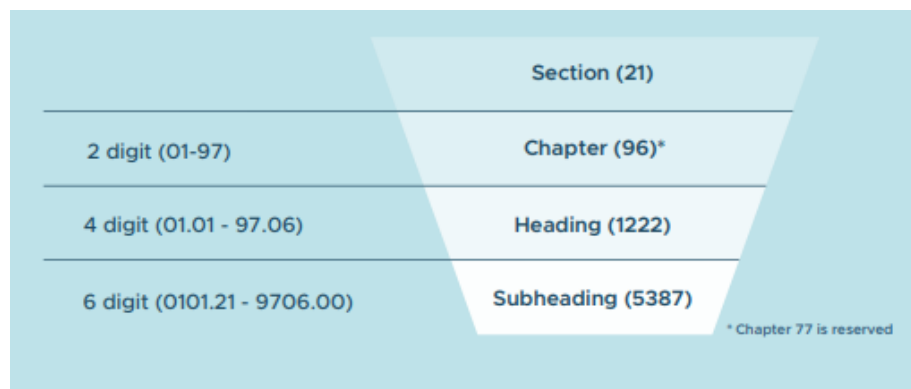 Section (21)
2 digit (01-97)
Chapter (96)*
4 digit (01.01 - 97.06)
Heading (1222)
6 digit (0101.21 - 9706.00)
Subheading (5387)
* Chapter 77 is reserved